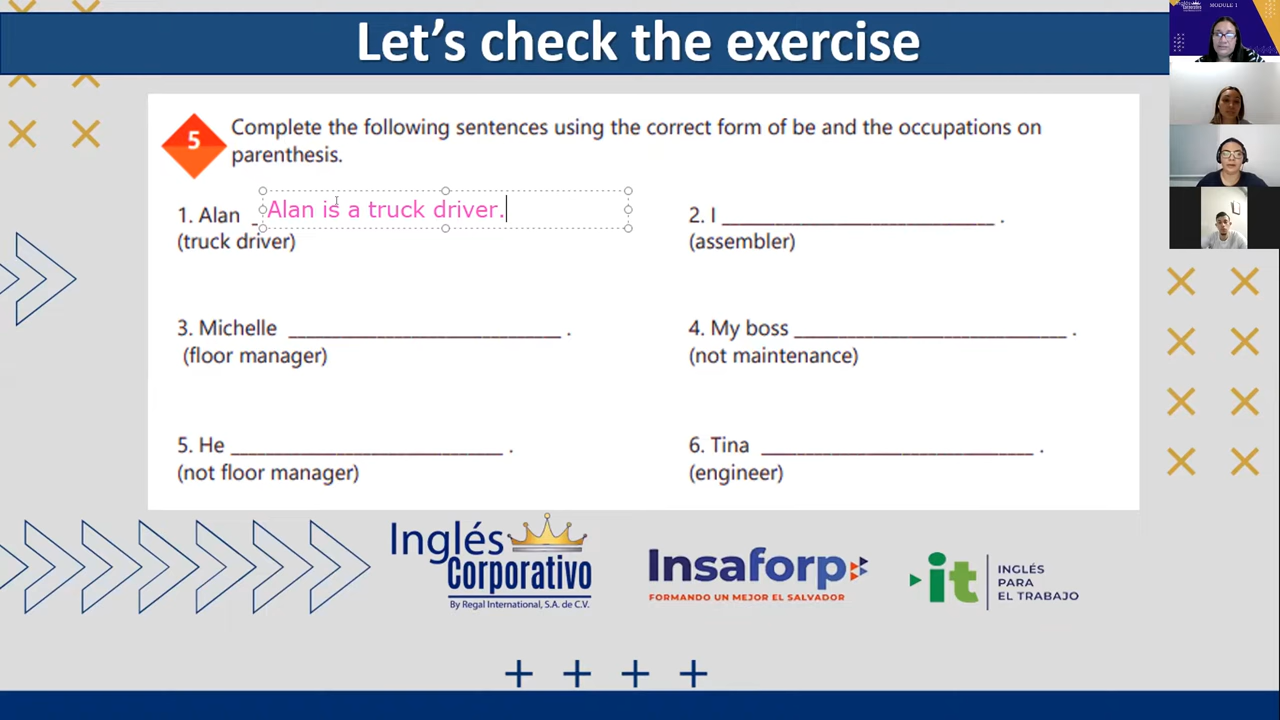 Let's check the exercise
MODULE 1
5
Complete the following sentences using the correct form of be and the occupations on
parenthesis.
1. Alan _ Alan is a truck driver.
(truck driver)
2. I ____________________________ .
(assembler)
3. Michelle ____________________________ .
(floor manager)
4. My boss ____________________________ .
(not maintenance)
5. He ____________________________ .
(not floor manager)
6. Tina ____________________________ .
(engineer)
Inglés
Corporativo
By Regal International, S.A. de C.V.
Insaforp
FORMANDO UN MEJOR EL SALVADOR
it
INGLÉS
PARA
EL TRABAJO